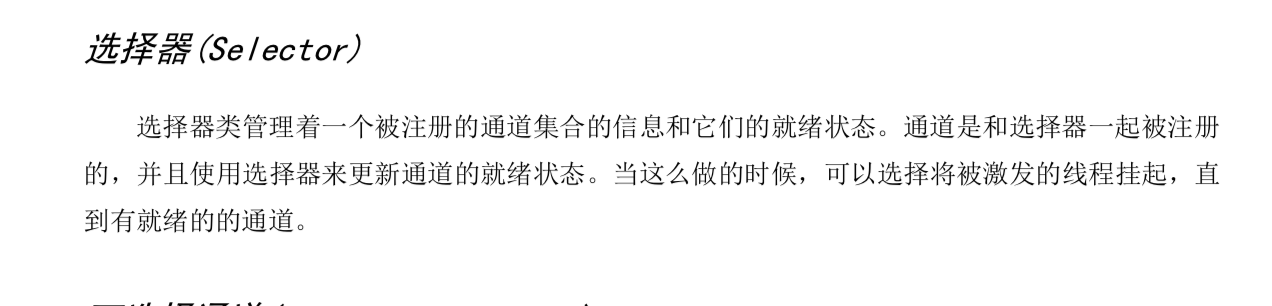 选择器(Selector)
选择器类管理着一个被注册的通道集合的信息和它们的就绪状态。通道是和选择器一起被注册
的，并且使用选择器来更新通道的就绪状态。当这么做的时候，可以选择将被激发的线程挂起，直
到有就绪的的通道。